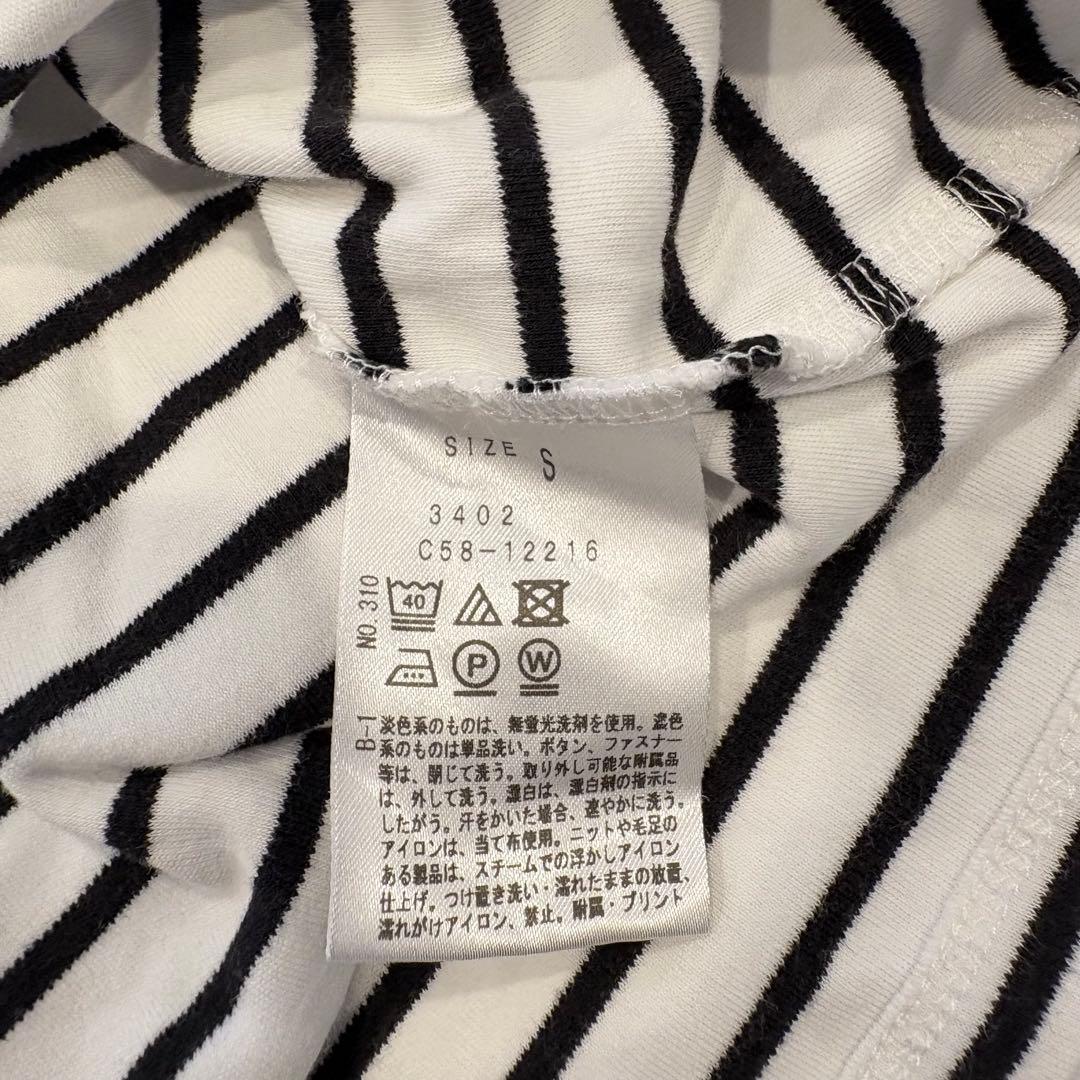 SIZE S
3402
C58-12216
NO.310
40
P W
B-1
淡色系のものは、無蛍光洗剤を使用。濃色
系のものは単品洗い。ボタン、ファスナー
等は、閉じて洗う。取り外し可能な附属品
は、外して洗う。漂白は、漂白剤の指示に
したがう。汗をかいた場合、速やかに洗う。
アイロンは、当て布使用。ニットや毛足の
ある製品は、スチームでの浮かしアイロン
仕上げ。つけ置き洗い・濡れたままの放置、
濡れがけアイロン、禁止。附属・プリント